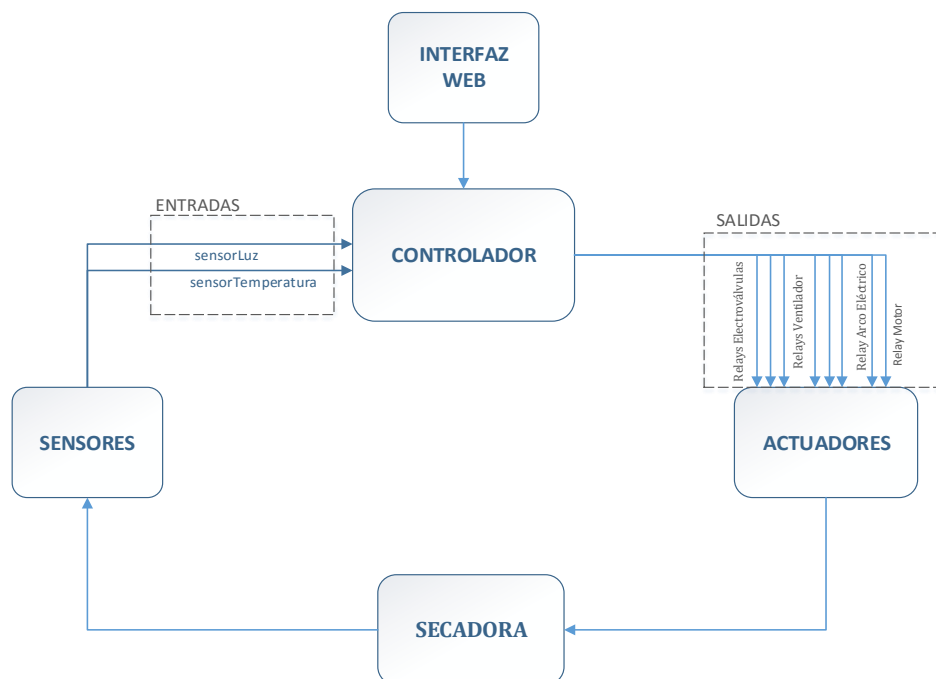 INTERFAZ
WEB
ENTRADAS
sensorLuz
sensorTemperatura
CONTROLADOR
SALIDAS
Relays Electroválvulas
Relays Ventilador
Relay Arco Eléctrico
Relay Motor
SENSORES
ACTUADORES
SECADORA